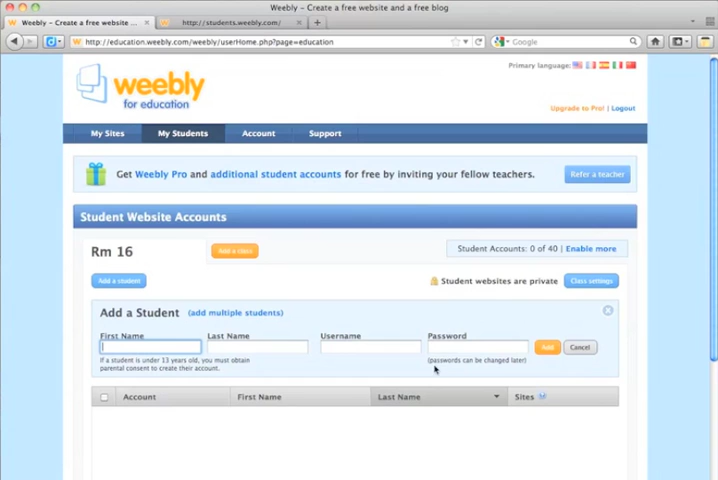 Weebly - Create a free website and a free blog
Weebly - Create a free website ...
http://students.weebly.com/
http://education.weebly.com/weebly/userHome.php?page=education
Google
Primary language:
weebly
for education
Upgrade to Pro! | Logout
My Sites
My Students
Account
Support
Get Weebly Pro and additional student accounts for free by inviting your fellow teachers.
Refer a teacher
Student Website Accounts
Rm 16
Add a class
Student Accounts: 0 of 40 | Enable more
Add a student
Student websites are private
Class settings
Add a Student (add multiple students)
First Name
Last Name
Username
Password
Add
Cancel
If a student is under 13 years old, you must obtain
parental consent to create their account.
(passwords can be changed later)
Account
First Name
Last Name
Sites